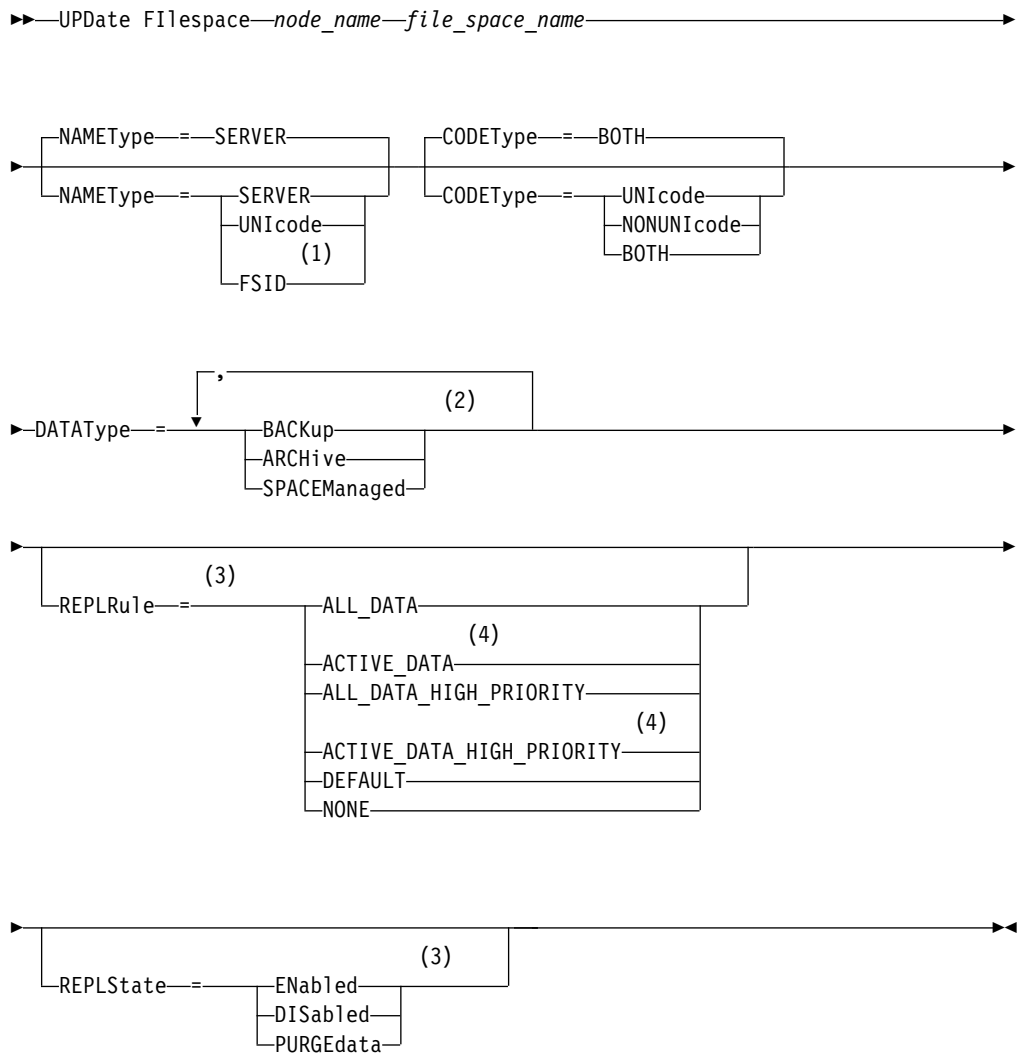 UPDate FIlespace node_name file_space_name
NAMEType = SERVER CODEType = BOTH
NAMEType = SERVER CODEType = UNIcode
UNIcode NONUNIcode
(1) BOTH
FSID
,
(2)
DATAType = BACKup
ARCHive
SPACEManaged
(3)
REPLRule = ALL_DATA
(4)
ACTIVE_DATA
ALL_DATA_HIGH_PRIORITY
(4)
ACTIVE_DATA_HIGH_PRIORITY
DEFAULT
NONE
(3)
REPLState = ENabled
DISabled
PURGEdata